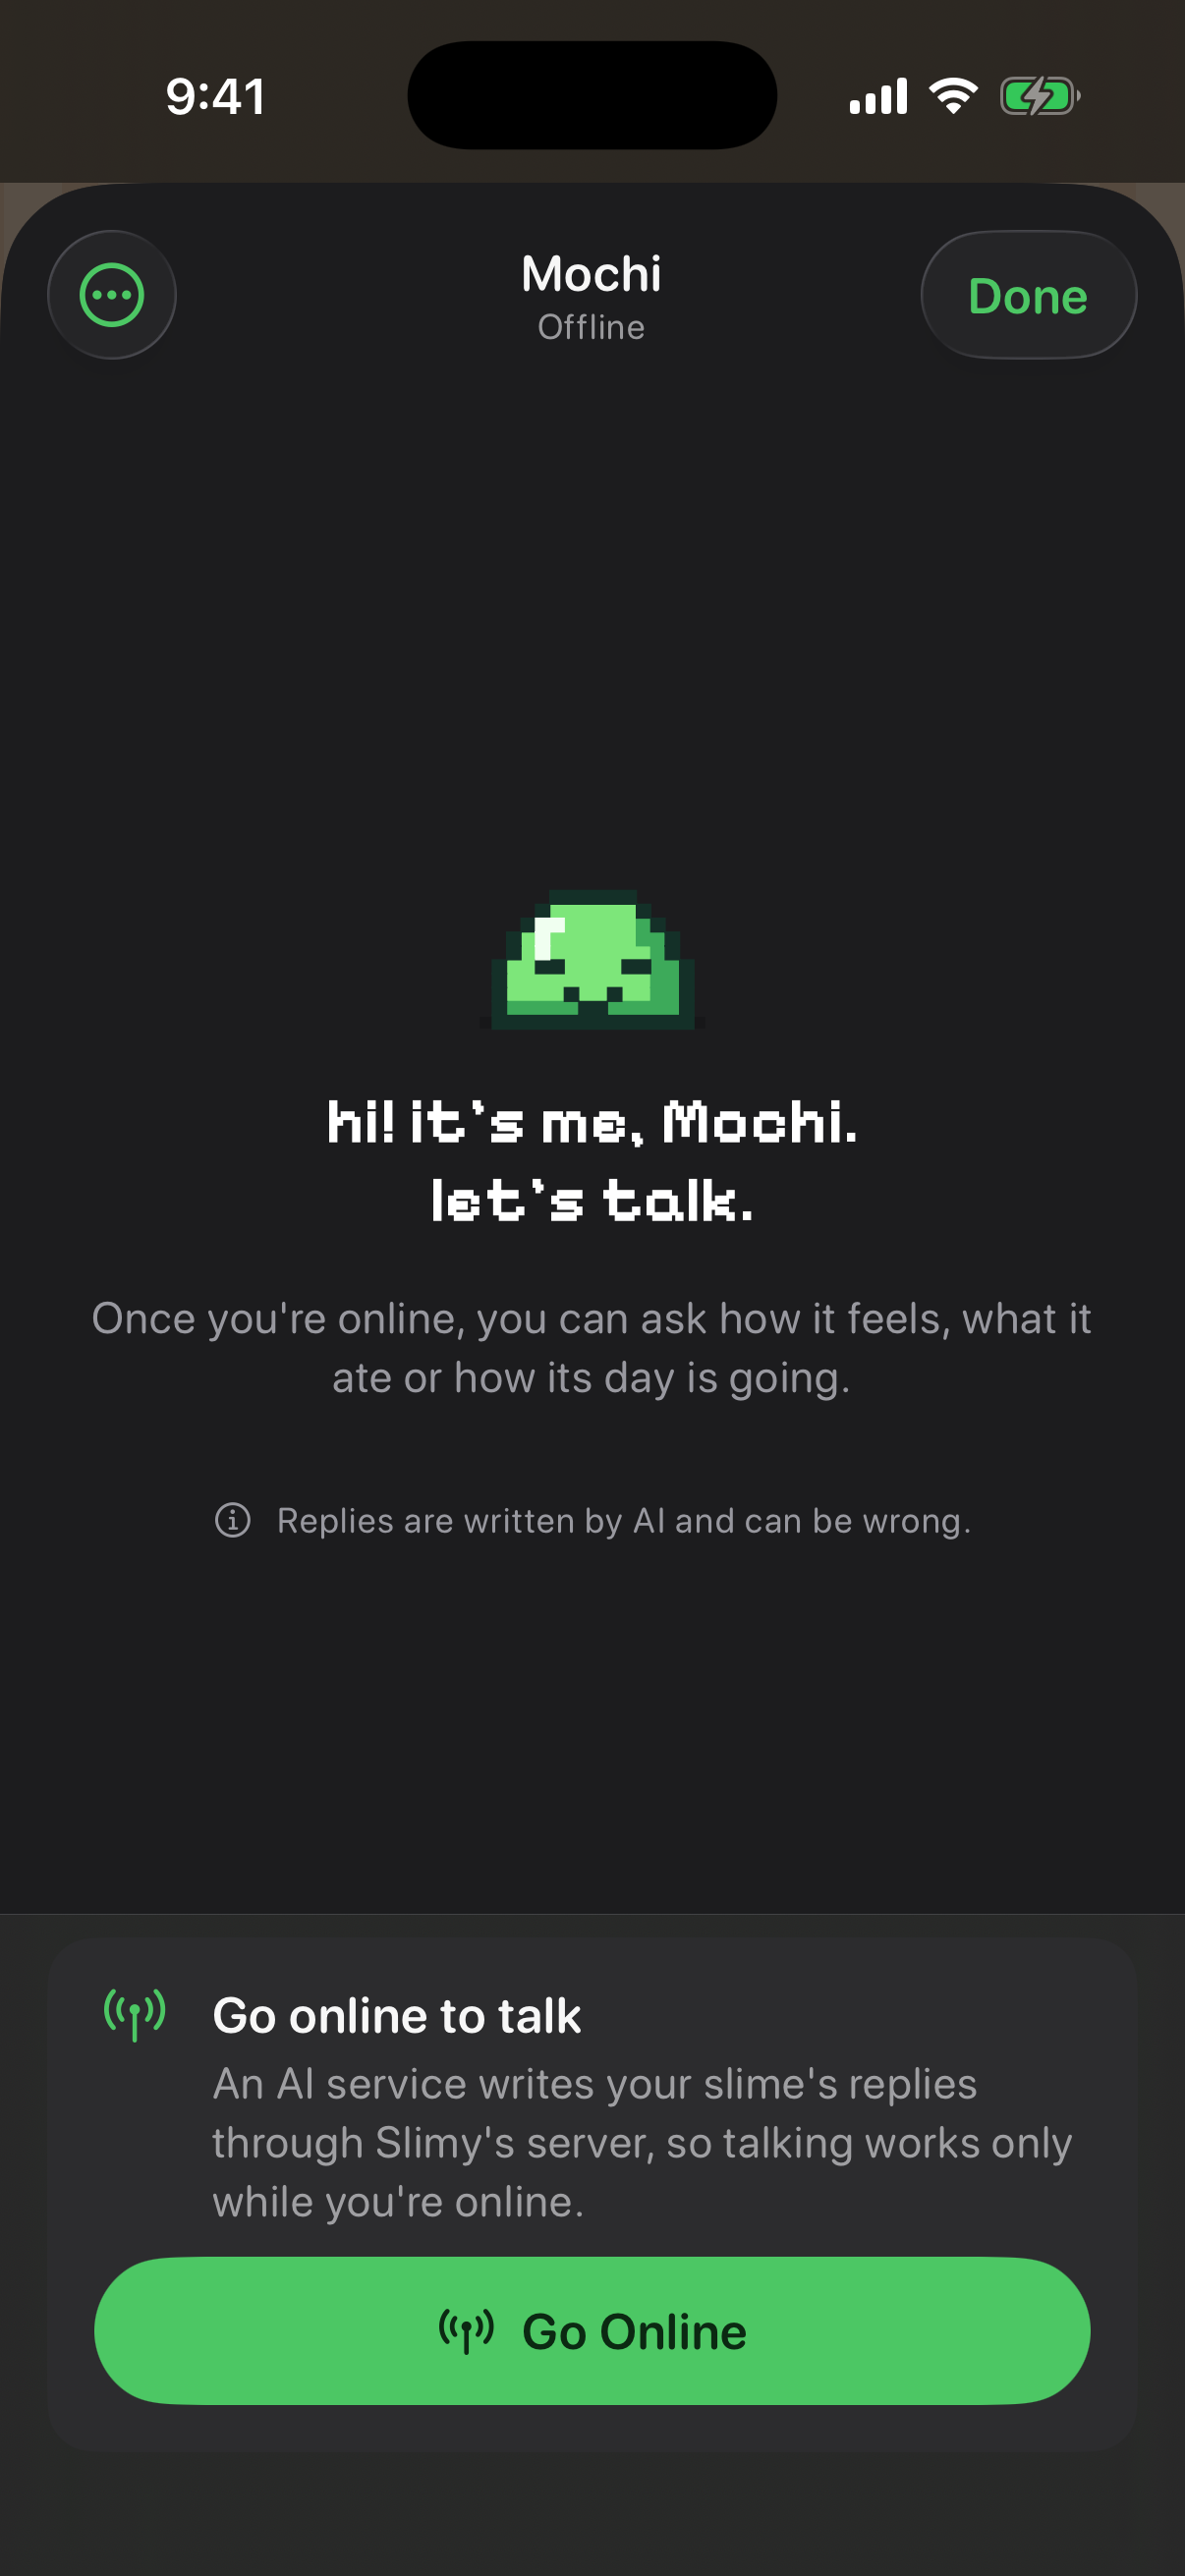 9:41
Mochi
Offline
Done
hi! it's me, Mochi.
let's talk.
Once you're online, you can ask how it feels, what it
ate or how its day is going.
Replies are written by AI and can be wrong.
Go online to talk
An AI service writes your slime's replies
through Slimy's server, so talking works only
while you're online.
Go Online